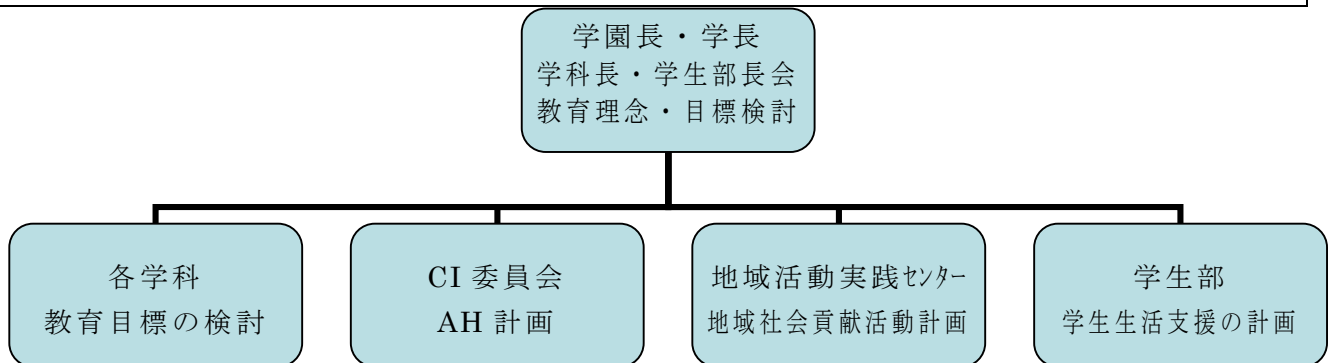 学園長・学長
学科長・学生部長会
教育理念・目標検討
各学科
教育目標の検討
CI 委員会
AH 計画
地域活動実践ｾﾝﾀｰ
地域社会貢献活動計画
学生部
学生生活支援の計画